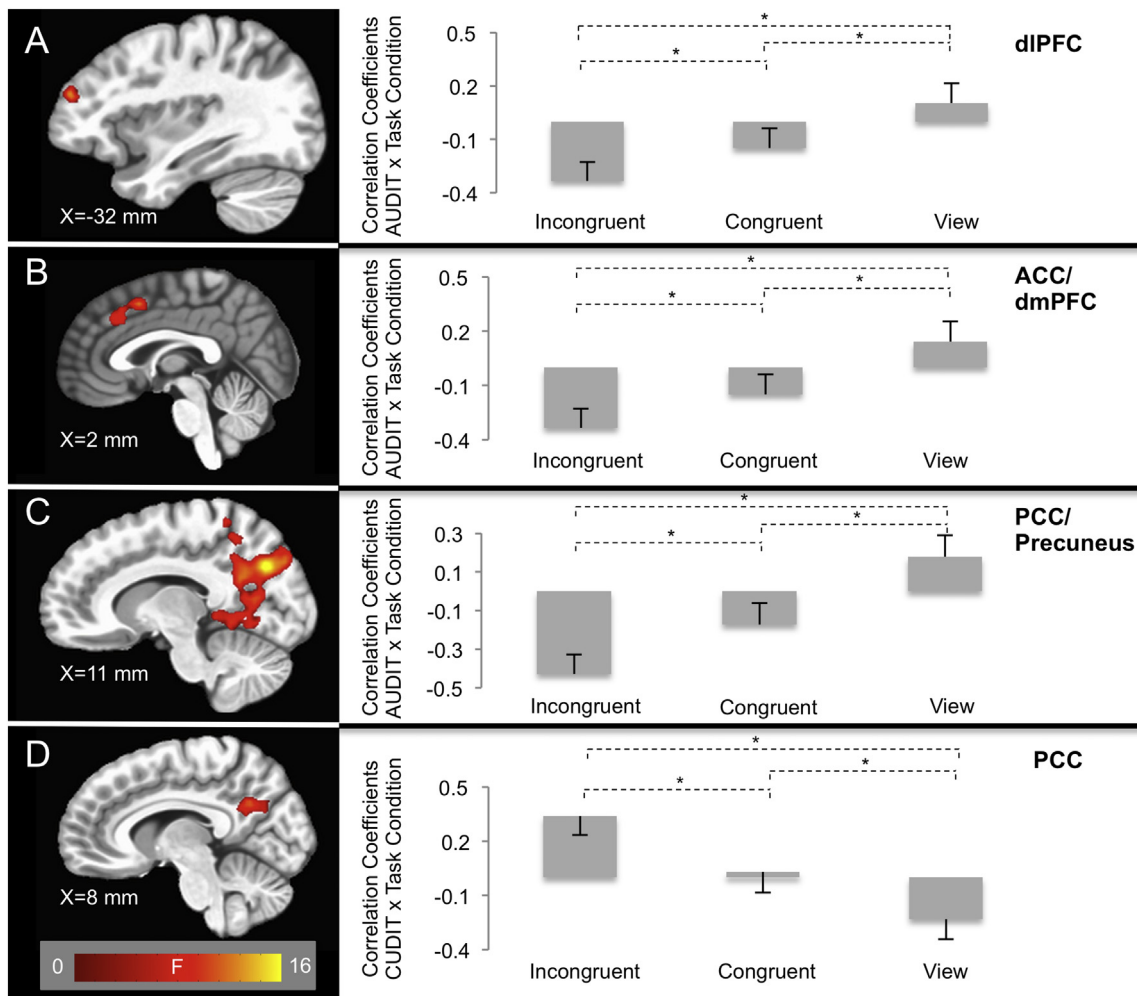 A
X=-32 mm
Correlation Coefficients
AUDIT x Task Condition
0.5
0.2
-0.1
-0.4
*
*
*
Incongruent
Congruent
View
dlPFC
B
X=2 mm
Correlation Coefficients
AUDIT x Task Condition
0.5
0.2
-0.1
-0.4
*
*
*
Incongruent
Congruent
View
ACC/
dmPFC
C
X=11 mm
Correlation Coefficients
AUDIT x Task Condition
0.3
0.1
-0.1
-0.3
-0.5
*
*
*
Incongruent
Congruent
View
PCC/
Precuneus
D
X=8 mm
0
F
16
Correlation Coefficients
CUDIT x Task Condition
0.5
0.2
-0.1
-0.4
*
*
*
Incongruent
Congruent
View
PCC